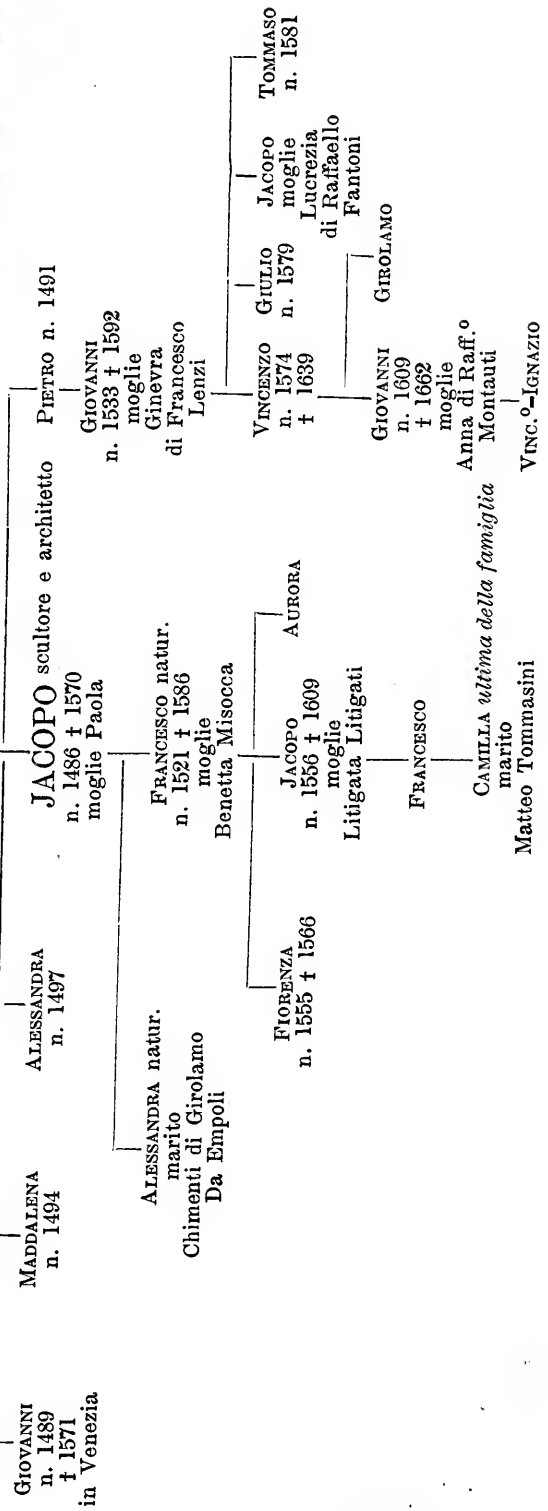 GIOVANNI
n. 1489
† 1571
in Venezia
MADDALENA
n. 1494
ALESSANDRA
n. 1497
JACOPO scultore e architetto
n. 1486 † 1570
moglie Paola
PIETRO n. 1491
ALESSANDRA natur.
marito
Chimenti di Girolamo
Da Empoli
FRANCESCO natur.
n. 1521 † 1586
moglie
Benetta Misocca
GIOVANNI
n. 1533 † 1592
moglie
Ginevra
di Francesco
Lenzi
FIORENZA
n. 1555 † 1566
JACOPO
n. 1556 † 1609
moglie
Litigata Litigati
AURORA
VINCENZO
n. 1574
† 1639
GIULIO
n. 1579
JACOPO
moglie
Lucrezia
di Raffaello
Fantoni
TOMMASO
n. 1581
FRANCESCO
GIOVANNI
n. 1609
† 1662
moglie
Anna di Raff.º
Montauti
GIROLAMO
CAMILLA ultima della famiglia
marito
Matteo Tommasini
VINC.º-IGNAZIO